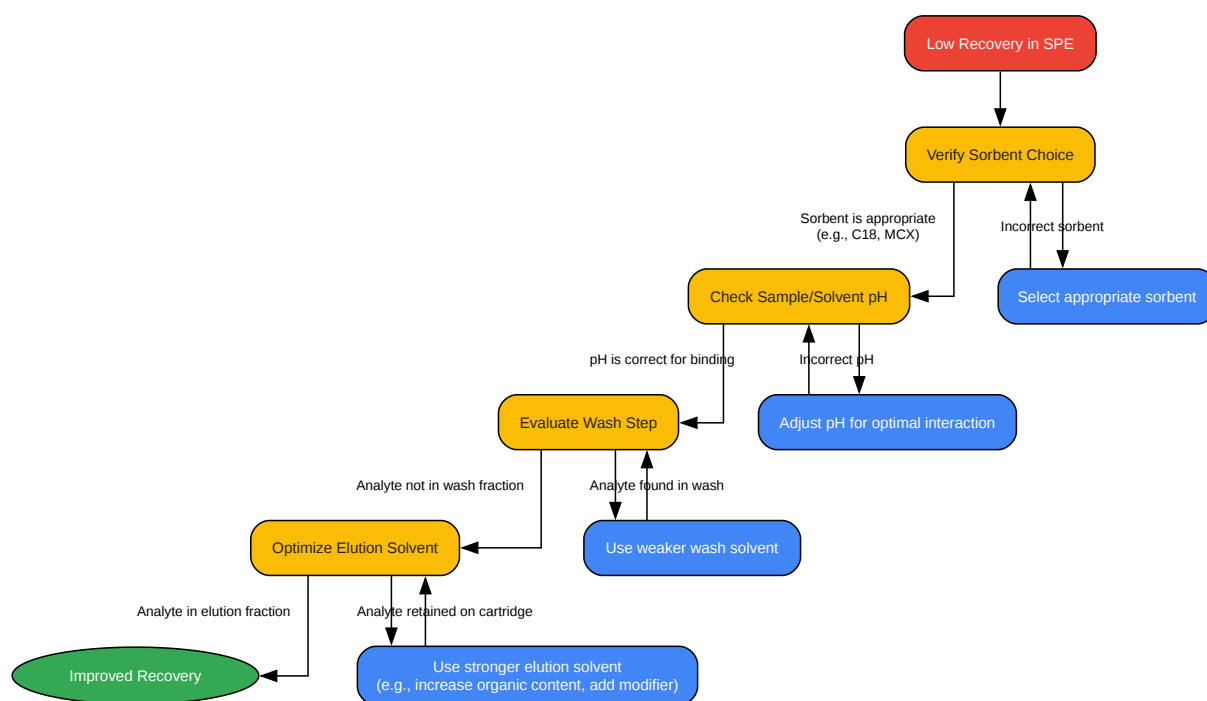 Low Recovery in SPE
Verify Sorbent Choice
Sorbent is appropriate
(e.g., C18, MCX)
Incorrect sorbent
Check Sample/Solvent pH
Select appropriate sorbent
pH is correct for binding
Incorrect pH
Evaluate Wash Step
Adjust pH for optimal interaction
Analyte not in wash fraction
Analyte found in wash
Optimize Elution Solvent
Use weaker wash solvent
Analyte in elution fraction
Analyte retained on cartridge
Improved Recovery
Use stronger elution solvent
(e.g., increase organic content, add modifier)